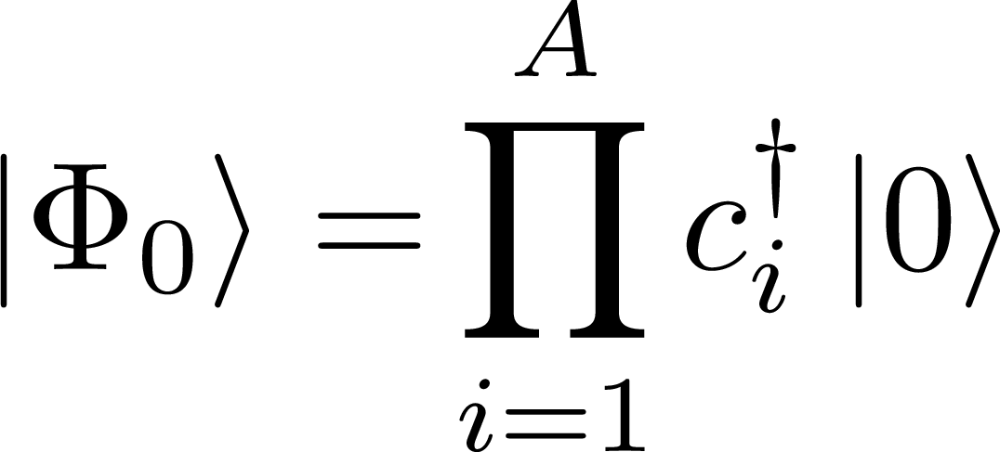 |Φ₀⟩ = ∏_{i=1}^{A} c_i^† |0⟩